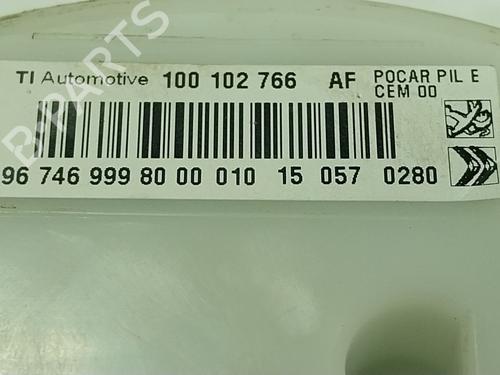 B-PARTS
TI Automotive 100 102 766 AF POCAR PIL E
CEM 00
96 746 999 80 00 010 15 057 0280